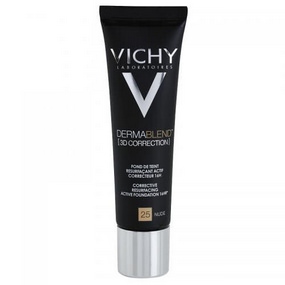 VICHY
LABORATOIRES
DERMABLEND
[3D CORRECTION]
FOND DE TEINT
RESURFAÇANT ACTIF
CORRECTEUR 16H
CORRECTIVE
RESURFACING
ACTIVE FOUNDATION 16HR
25 NUDE